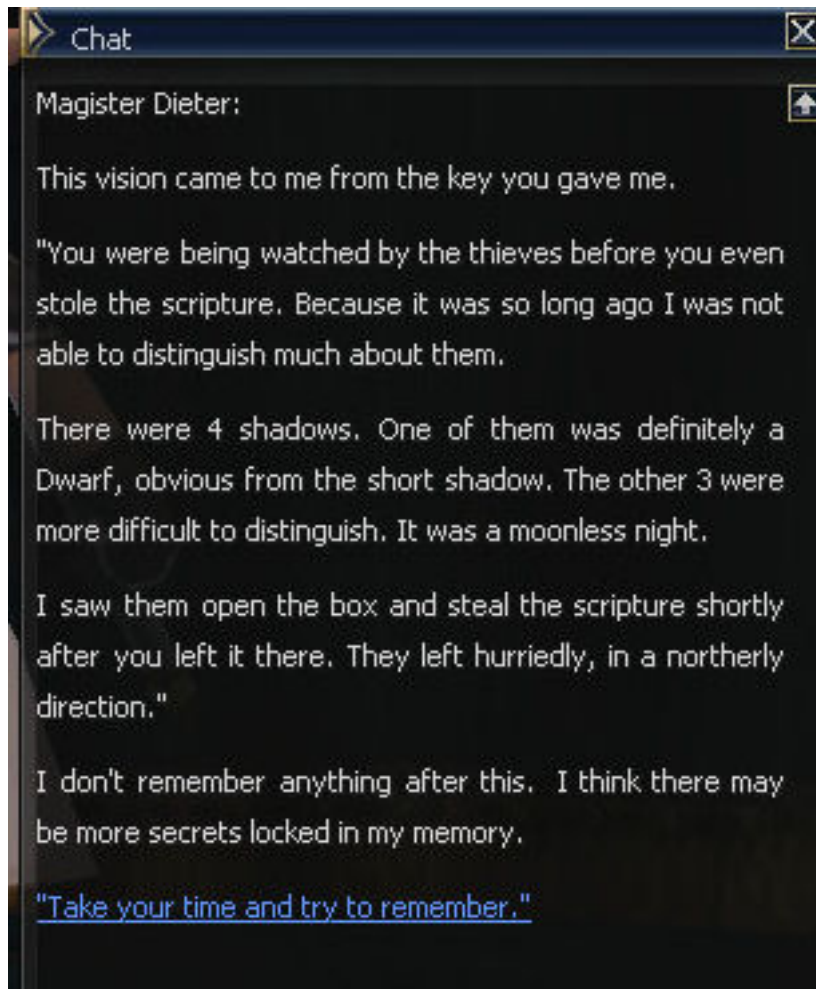 Chat
Magister Dieter:
This vision came to me from the key you gave me.
"You were being watched by the thieves before you even
stole the scripture. Because it was so long ago I was not
able to distinguish much about them.
There were 4 shadows. One of them was definitely a
Dwarf, obvious from the short shadow. The other 3 were
more difficult to distinguish. It was a moonless night.
I saw them open the box and steal the scripture shortly
after you left it there. They left hurriedly, in a northerly
direction."
I don't remember anything after this. I think there may
be more secrets locked in my memory.
"Take your time and try to remember."